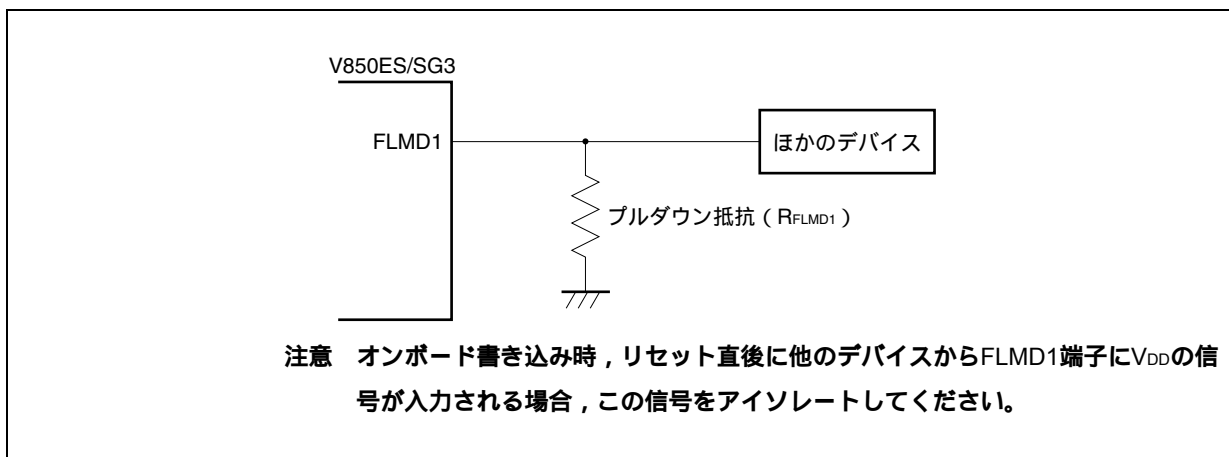 V850ES/SG3
FLMD1
ほかのデバイス
プルダウン抵抗（RFLMD1）
注意　オンボード書き込み時，リセット直後に他のデバイスからFLMD1端子にVDDの信
号が入力される場合，この信号をアイソレートしてください。